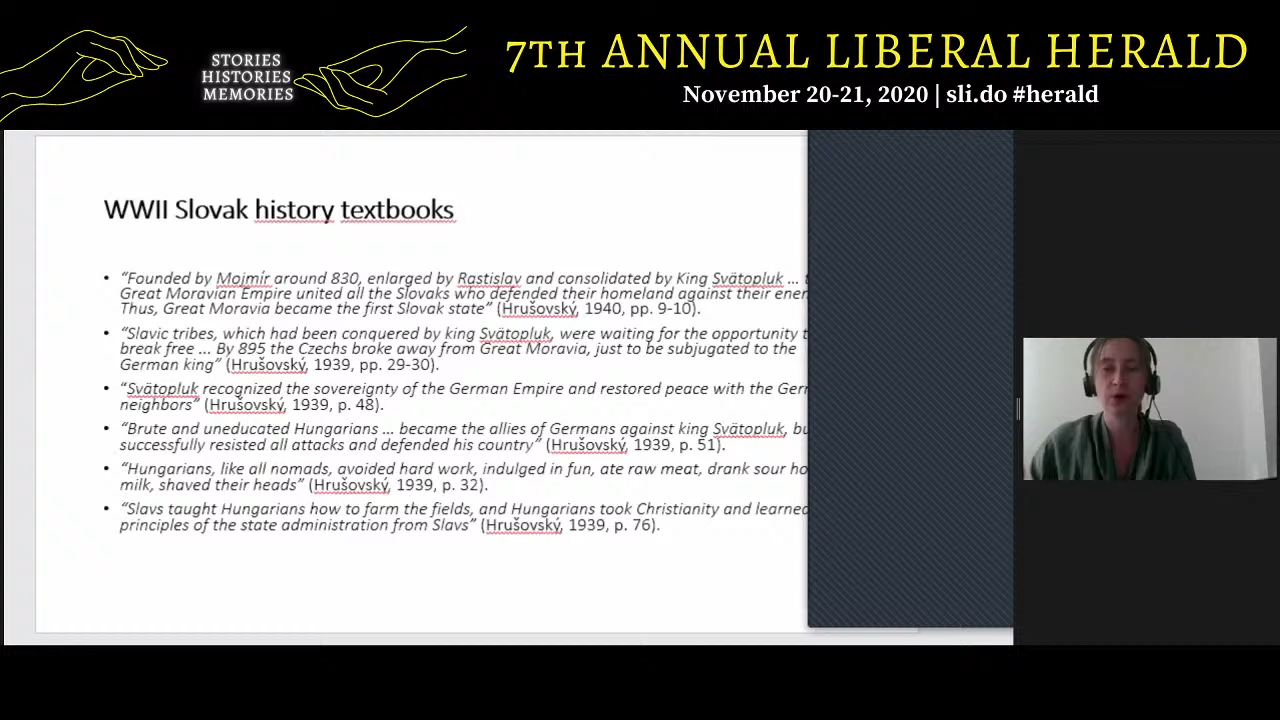 STORIES
HISTORIES
MEMORIES
7TH ANNUAL LIBERAL HERALD
November 20-21, 2020 | sli.do #herald
WWII Slovak history textbooks
• “Founded by Mojmír around 830, enlarged by Rastislav and consolidated by King Svätopluk ...
Great Moravian Empire united all the Slovaks who defended their homeland against their
Thus, Great Moravia became the first Slovak state” (Hrušovský, 1940, pp. 9-10).
• “Slavic tribes, which had been conquered by king Svätopluk, were waiting for the opportunity
break free ... By 895 the Czechs broke away from Great Moravia, just to be subjugated to the
German king” (Hrušovský, 1939, pp. 29-30).
• “Svätopluk recognized the sovereignty of the German Empire and restored peace with the
neighbors” (Hrušovský, 1939, p. 48).
• “Brute and uneducated Hungarians ... became the allies of Germans against king Svätopluk,
successfully resisted all attacks and defended his country” (Hrušovský, 1939, p. 51).
• “Hungarians, like all nomads, avoided hard work, indulged in fun, ate raw meat, drank sour
milk, shaved their heads” (Hrušovský, 1939, p. 32).
• “Slavs taught Hungarians how to farm the fields, and Hungarians took Christianity and learned
principles of the state administration from Slavs” (Hrušovský, 1939, p. 76).